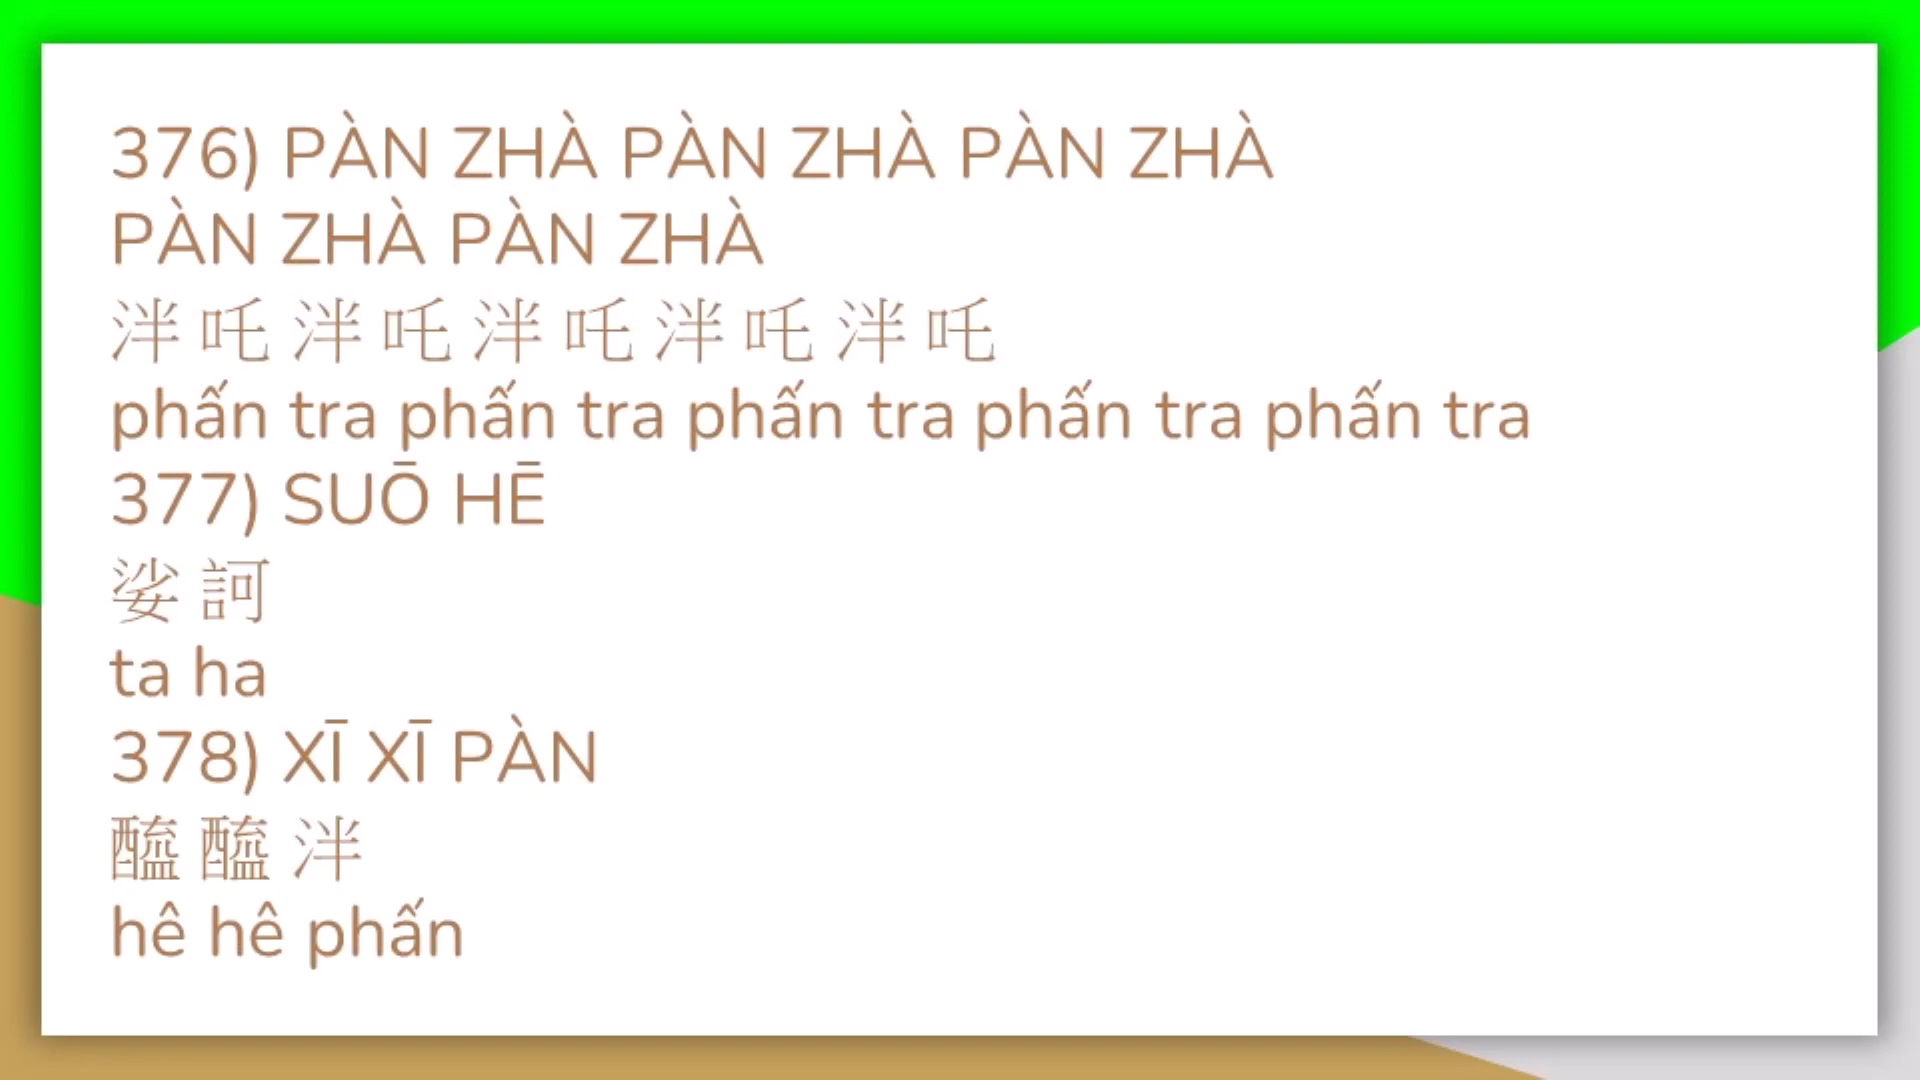 376) PÀN ZHÀ PÀN ZHÀ PÀN ZHÀ
PÀN ZHÀ PÀN ZHÀ
泮 吒 泮 吒 泮 吒 泮 吒 泮 吒
phấn tra phấn tra phấn tra phấn tra phấn tra
377) SUŌ HĒ
娑 訶
ta ha
378) XĪ XĪ PÀN
醯 醯 泮
hê hê phấn